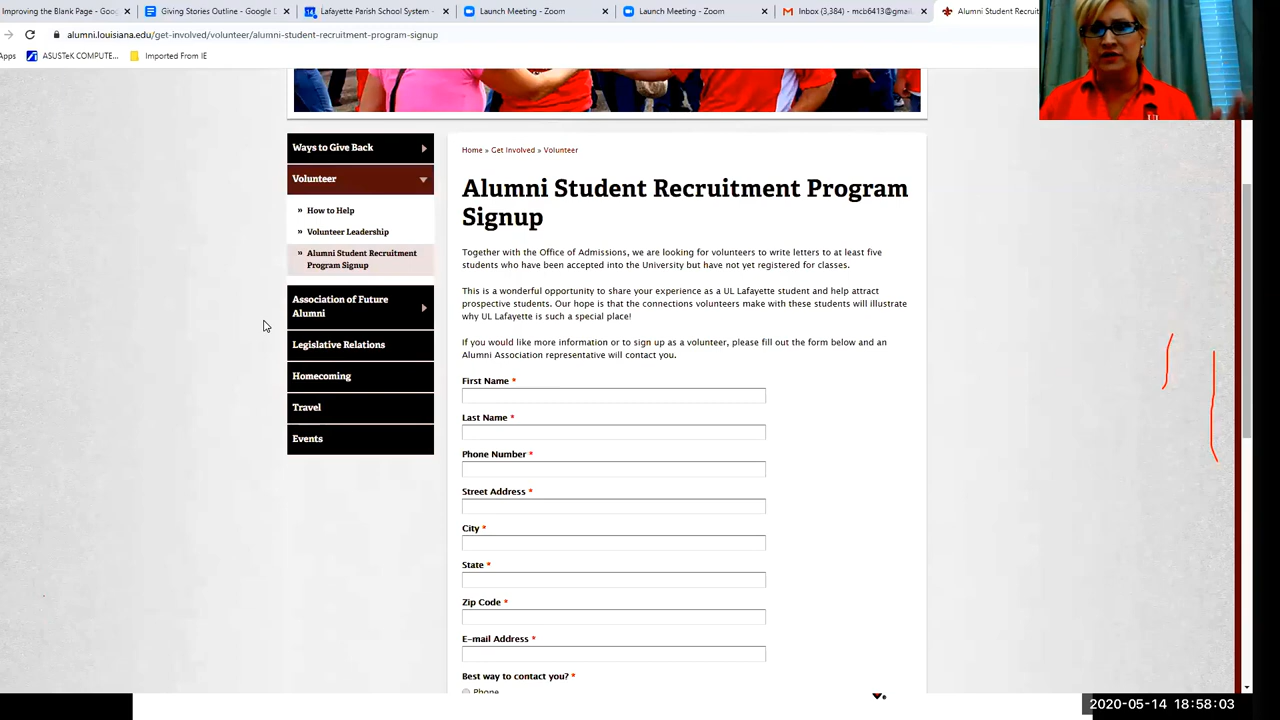 Improving the Blank Page - Goog
Giving Stories Outline - Google D
Lafayette Parish School System -
Launch Meeting - Zoom
Launch Meeting - Zoom
Inbox (3,384) - mcb6413@gmail.
Alumni Student Recruit
alumni.louisiana.edu/get-involved/volunteer/alumni-student-recruitment-program-signup
Apps
ASUSTeK COMPUTE...
Imported From IE
Ways to Give Back
Volunteer
» How to Help
» Volunteer Leadership
» Alumni Student Recruitment
Program Signup
Association of Future
Alumni
Legislative Relations
Homecoming
Travel
Events
Home » Get Involved » Volunteer
Alumni Student Recruitment Program
Signup
Together with the Office of Admissions, we are looking for volunteers to write letters to at least five
students who have been accepted into the University but have not yet registered for classes.
This is a wonderful opportunity to share your experience as a UL Lafayette student and help attract
prospective students. Our hope is that the connections volunteers make with these students will illustrate
why UL Lafayette is such a special place!
If you would like more information or to sign up as a volunteer, please fill out the form below and an
Alumni Association representative will contact you.
First Name *
Last Name *
Phone Number *
Street Address *
City *
State *
Zip Code *
E-mail Address *
Best way to contact you? *
Phone
2020-05-14 18:58:03